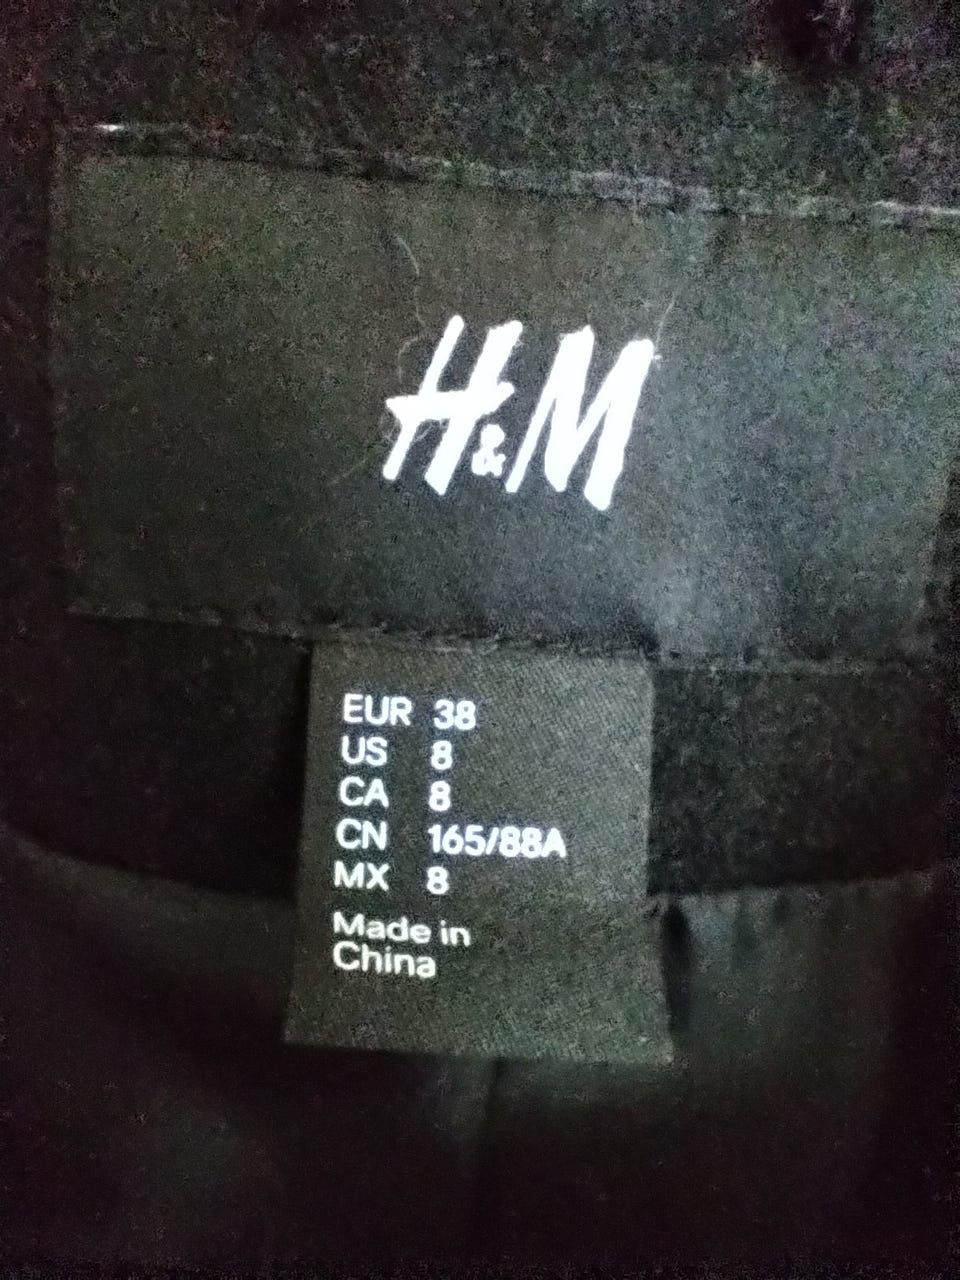 H&M
EUR 38
US 8
CA 8
CN 165/88A
MX 8
Made in
China